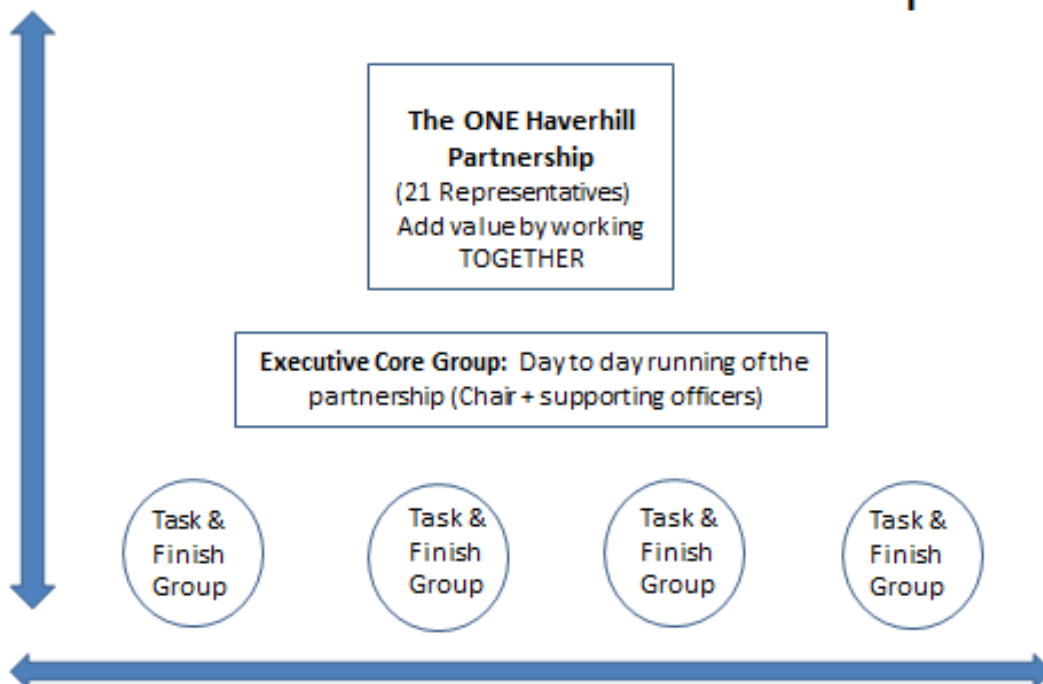 The ONE Haverhill
Partnership
(21 Representatives)
Add value by working
TOGETHER
Executive Core Group: Day to day running of the
partnership (Chair + supporting officers)
Task &
Finish
Group
Task &
Finish
Group
Task &
Finish
Group
Task &
Finish
Group